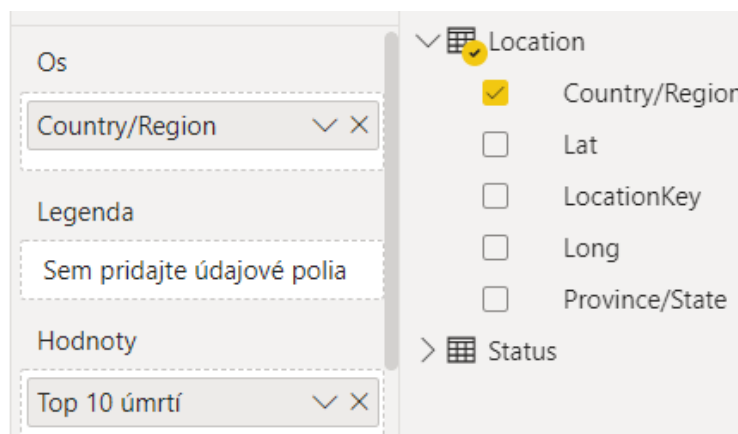 Os
Country/Region
Legenda
Sem pridajte údajové polia
Hodnoty
Top 10 úmrtí
Location
Country/Region
Lat
LocationKey
Long
Province/State
Status